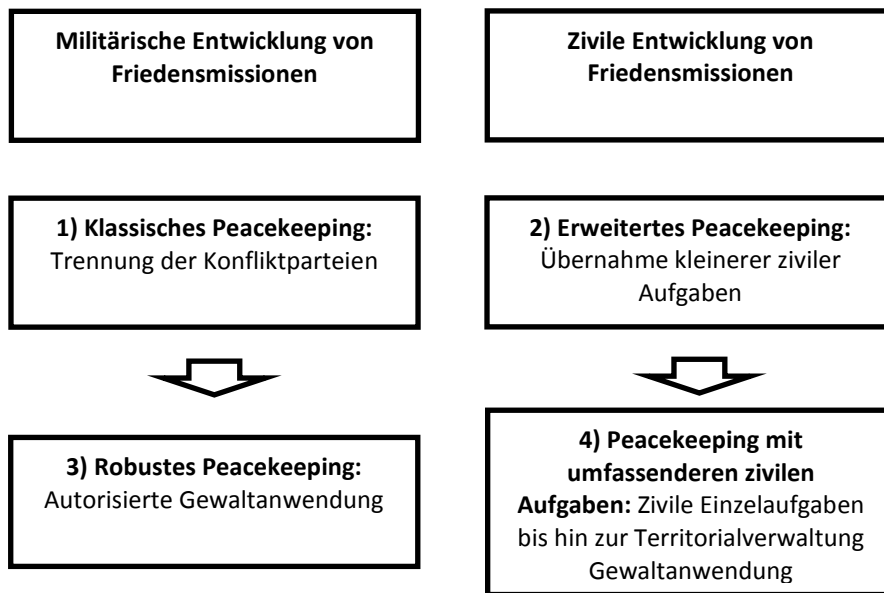 Militärische Entwicklung von
Friedensmissionen
Zivile Entwicklung von
Friedensmissionen
1) Klassisches Peacekeeping:
Trennung der Konfliktparteien
2) Erweitertes Peacekeeping:
Übernahme kleinerer ziviler
Aufgaben
3) Robustes Peacekeeping:
Autorisierte Gewaltanwendung
4) Peacekeeping mit
umfassenderen zivilen
Aufgaben: Zivile Einzelaufgaben
bis hin zur Territorialverwaltung
Gewaltanwendung